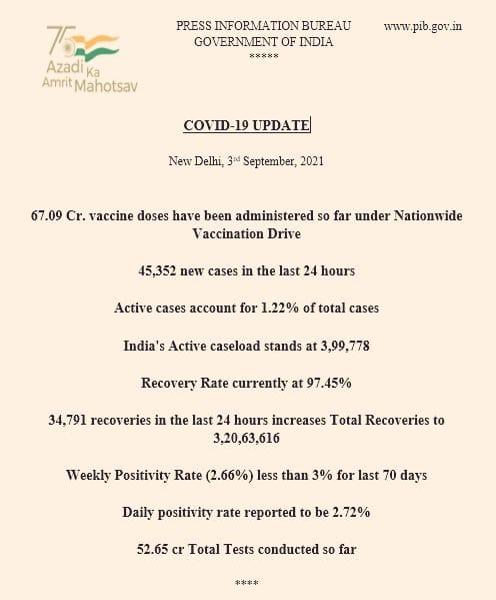 75
Azadi Ka
Amrit Mahotsav
PRESS INFORMATION BUREAU
GOVERNMENT OF INDIA
*****
www.pib.gov.in
COVID-19 UPDATE
New Delhi, 3rd September, 2021
67.09 Cr. vaccine doses have been administered so far under Nationwide
Vaccination Drive
45,352 new cases in the last 24 hours
Active cases account for 1.22% of total cases
India's Active caseload stands at 3,99,778
Recovery Rate currently at 97.45%
34,791 recoveries in the last 24 hours increases Total Recoveries to
3,20,63,616
Weekly Positivity Rate (2.66%) less than 3% for last 70 days
Daily positivity rate reported to be 2.72%
52.65 cr Total Tests conducted so far
****